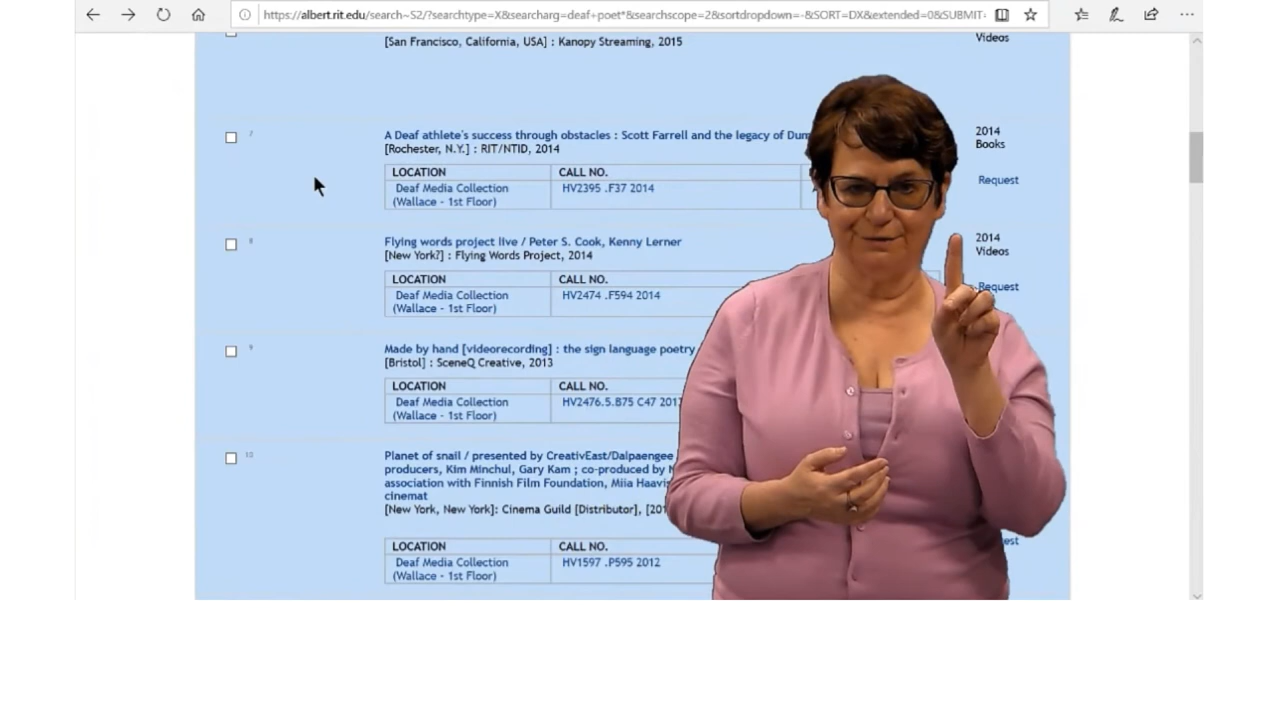 https://albert.rit.edu/search~S2/?searchtype=X&searcharg=deaf+poet*&searchscope=2&sortdropdown=-&SORT=DX&extended=0&SUBMIT
[San Francisco, California, USA] : Kanopy Streaming, 2015
Videos
7
A Deaf athlete's success through obstacles : Scott Farrell and the legacy of
2014
[Rochester, N.Y.] : RIT/NTID, 2014
Books
LOCATION CALL NO.
Deaf Media Collection HV2395 .F37 2014
Request
(Wallace - 1st Floor)
8
Flying words project live / Peter S. Cook, Kenny Lerner
2014
[New York?] : Flying Words Project, 2014
Videos
LOCATION CALL NO.
Request
Deaf Media Collection HV2474 .F594 2014
(Wallace - 1st Floor)
9
Made by hand [videorecording] : the sign language poetry
[Bristol] : SceneQ Creative, 2013
LOCATION CALL NO.
Deaf Media Collection HV2476.5.B75 C47 201
(Wallace - 1st Floor)
10
Planet of snail / presented by CreativEast/Dalpaengee
producers, Kim Minchul, Gary Kam ; co-produced by
association with Finnish Film Foundation, Miia
cinemat
[New York, New York]: Cinema Guild [Distributor],
LOCATION CALL NO.
Deaf Media Collection HV1597 .P595 2012
(Wallace - 1st Floor)